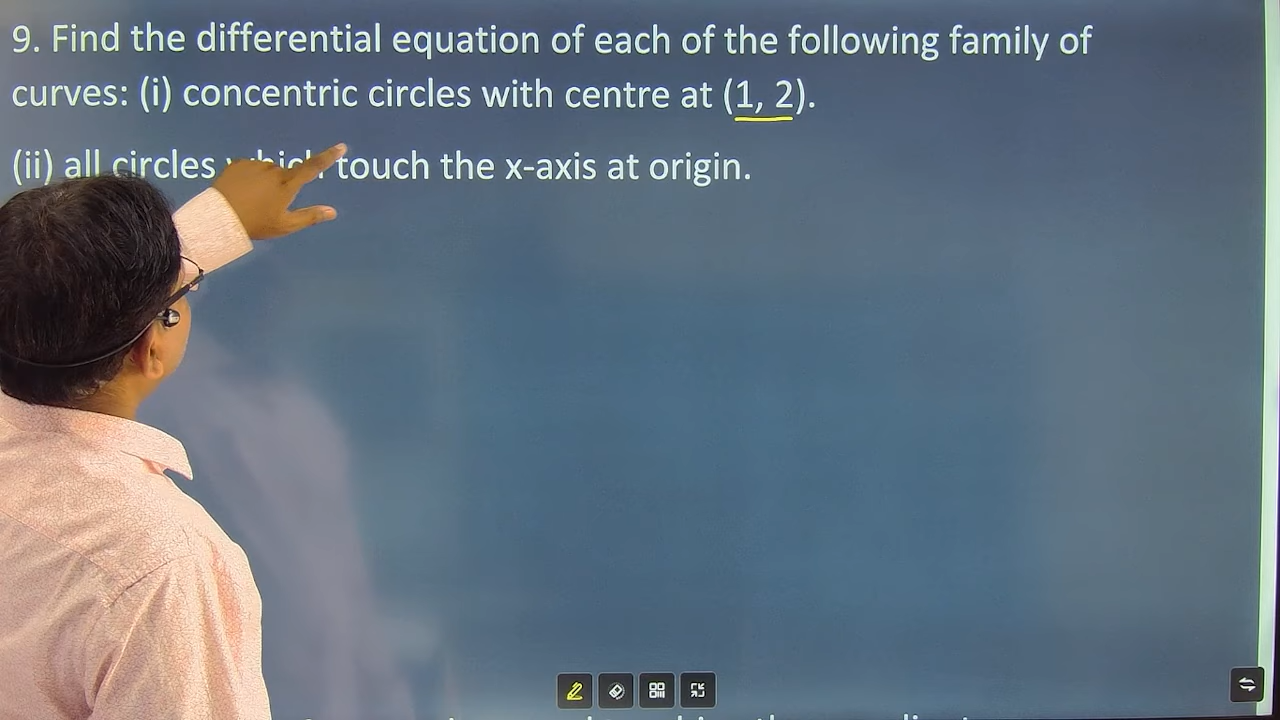 9. Find the differential equation of each of the following family of
curves: (i) concentric circles with centre at (1, 2).
(ii) all circles which touch the x-axis at origin.